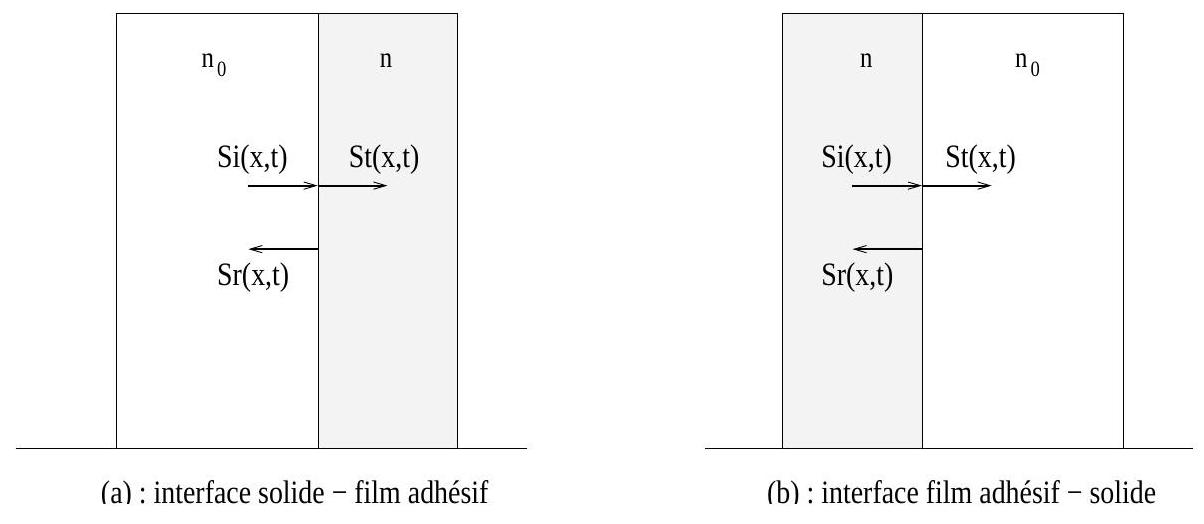 n0 n n n0
Si(x,t) St(x,t) Si(x,t) St(x,t)
Sr(x,t) Sr(x,t)
(a) : interface solide − film adhésif (b) : interface film adhésif − solide